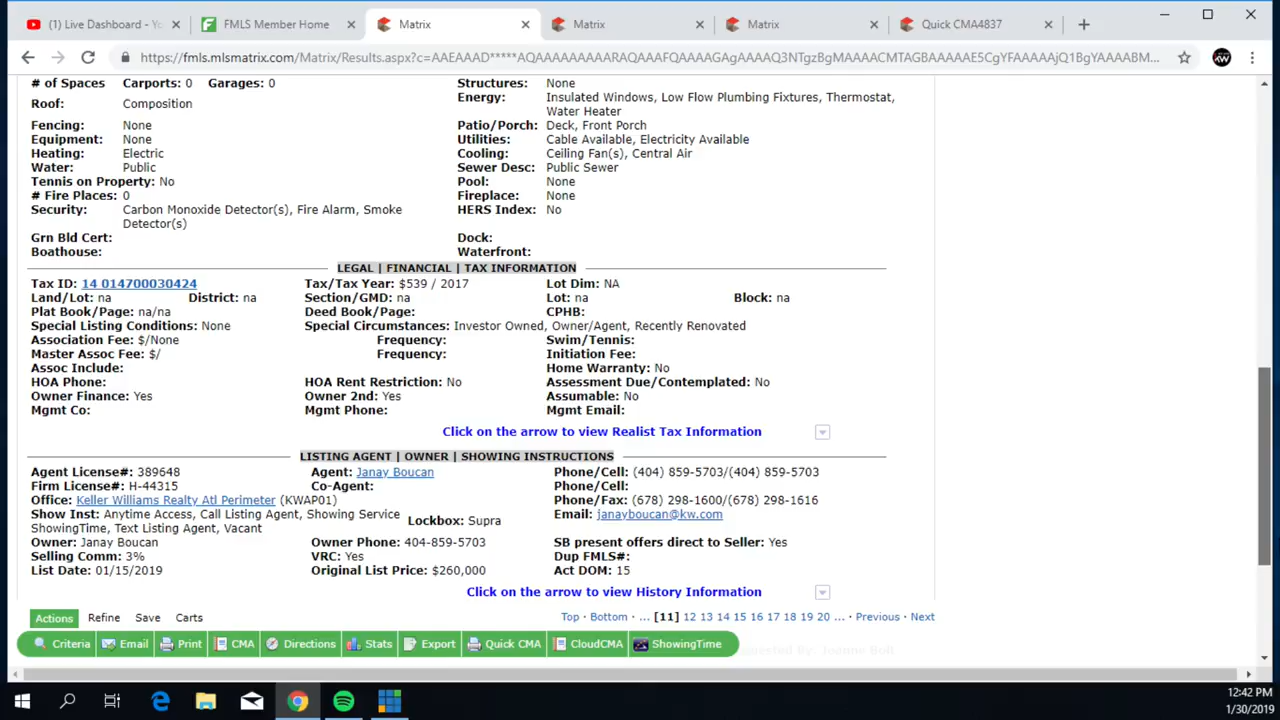 (1) Live Dashboard - Yo
FMLS Member Home
Matrix
Matrix
Matrix
Quick CMA4837
https://fmls.mlsmatrix.com/Matrix/Results.aspx?c=AAEAAAD*****AQAAAAAAAAARAQAAAFQAAAAGAgAAAAQ3NTgzBgMAAAACMTAGBAAAAAE5CgYFAAAAAjQ1BgYAAAABM...
# of Spaces Carports: 0 Garages: 0 Structures: None
Energy: Insulated Windows, Low Flow Plumbing Fixtures, Thermostat,
Roof: Composition Water Heater
Fencing: None Patio/Porch: Deck, Front Porch
Equipment: None Utilities: Cable Available, Electricity Available
Heating: Electric Cooling: Ceiling Fan(s), Central Air
Water: Public Sewer Desc: Public Sewer
Tennis on Property: No Pool: None
# Fire Places: 0 Fireplace: None
Security: Carbon Monoxide Detector(s), Fire Alarm, Smoke HERS Index: No
Detector(s)
Grn Bld Cert: Dock:
Boathouse: Waterfront:
LEGAL | FINANCIAL | TAX INFORMATION
Tax ID: 14 014700030424 Tax/Tax Year: $539 / 2017 Lot Dim: NA
Land/Lot: na District: na Section/GMD: na Lot: na Block: na
Plat Book/Page: na/na Deed Book/Page: CPHB:
Special Listing Conditions: None Special Circumstances: Investor Owned, Owner/Agent, Recently Renovated
Association Fee: $/None Frequency: Swim/Tennis:
Master Assoc Fee: $/ Frequency: Initiation Fee:
Assoc Include: Home Warranty: No
HOA Phone: HOA Rent Restriction: No Assessment Due/Contemplated: No
Owner Finance: Yes Owner 2nd: Yes Assumable: No
Mgmt Co: Mgmt Phone: Mgmt Email:
Click on the arrow to view Realist Tax Information
LISTING AGENT | OWNER | SHOWING INSTRUCTIONS
Agent License#: 389648 Agent: Janay Boucan Phone/Cell: (404) 859-5703/(404) 859-5703
Firm License#: H-44315 Co-Agent: Phone/Cell:
Office: Keller Williams Realty Atl Perimeter (KWAP01) Phone/Fax: (678) 298-1600/(678) 298-1616
Show Inst: Anytime Access, Call Listing Agent, Showing Service Lockbox: Supra Email: janayboucan@kw.com
ShowingTime, Text Listing Agent, Vacant
Owner: Janay Boucan Owner Phone: 404-859-5703 SB present offers direct to Seller: Yes
Selling Comm: 3% VRC: Yes Dup FMLS#:
List Date: 01/15/2019 Original List Price: $260,000 Act DOM: 15
Click on the arrow to view History Information
Actions Refine Save Carts Top · Bottom · ... [11] 12 13 14 15 16 17 18 19 20 ... · Previous · Next
Criteria Email Print CMA Directions Stats Export Quick CMA CloudCMA ShowingTime
12:42 PM
1/30/2019